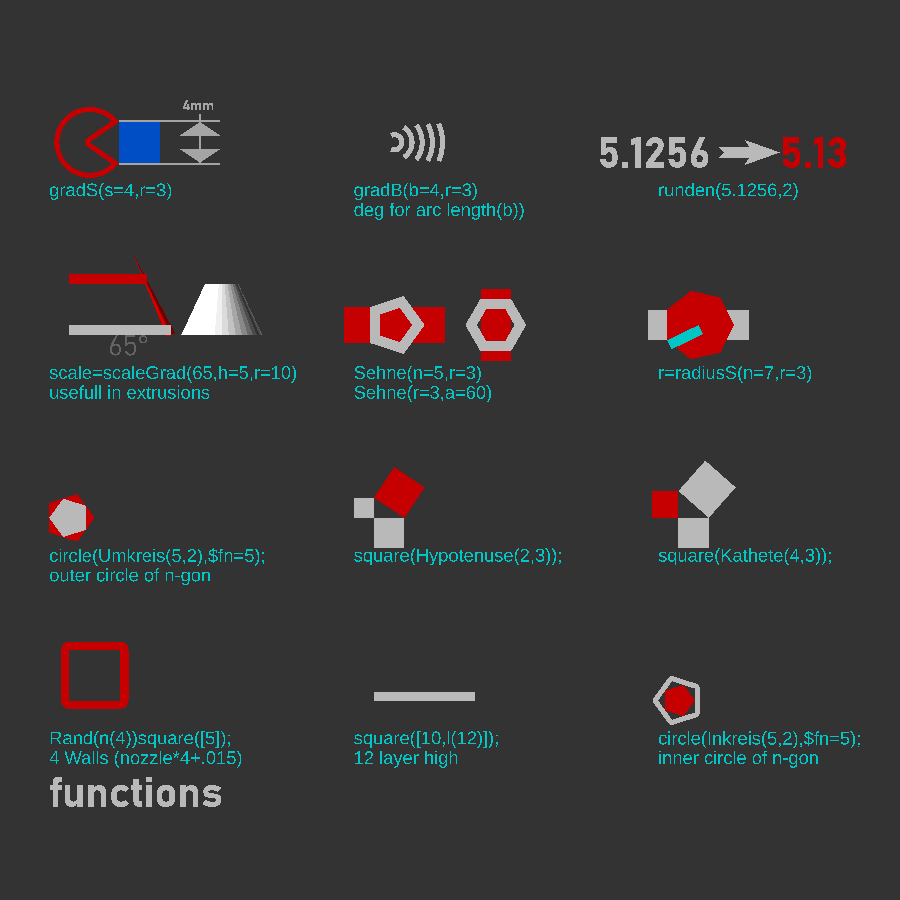 4mm
gradS(s=4,r=3)
gradB(b=4,r=3)
deg for arc length(b))
5.1256 5.13
runden(5.1256,2)
65°
scale=scaleGrad(65,h=5,r=10)
usefull in extrusions
Sehne(n=5,r=3)
Sehne(r=3,a=60)
r=radiusS(n=7,r=3)
circle(Umkreis(5,2),$fn=5);
outer circle of n-gon
square(Hypotenuse(2,3));
square(Kathete(4,3));
Rand(n(4))square([5]);
4 Walls (nozzle*4+.015)
square([10,l(12)]);
12 layer high
circle(Inkreis(5,2),$fn=5);
inner circle of n-gon
functions